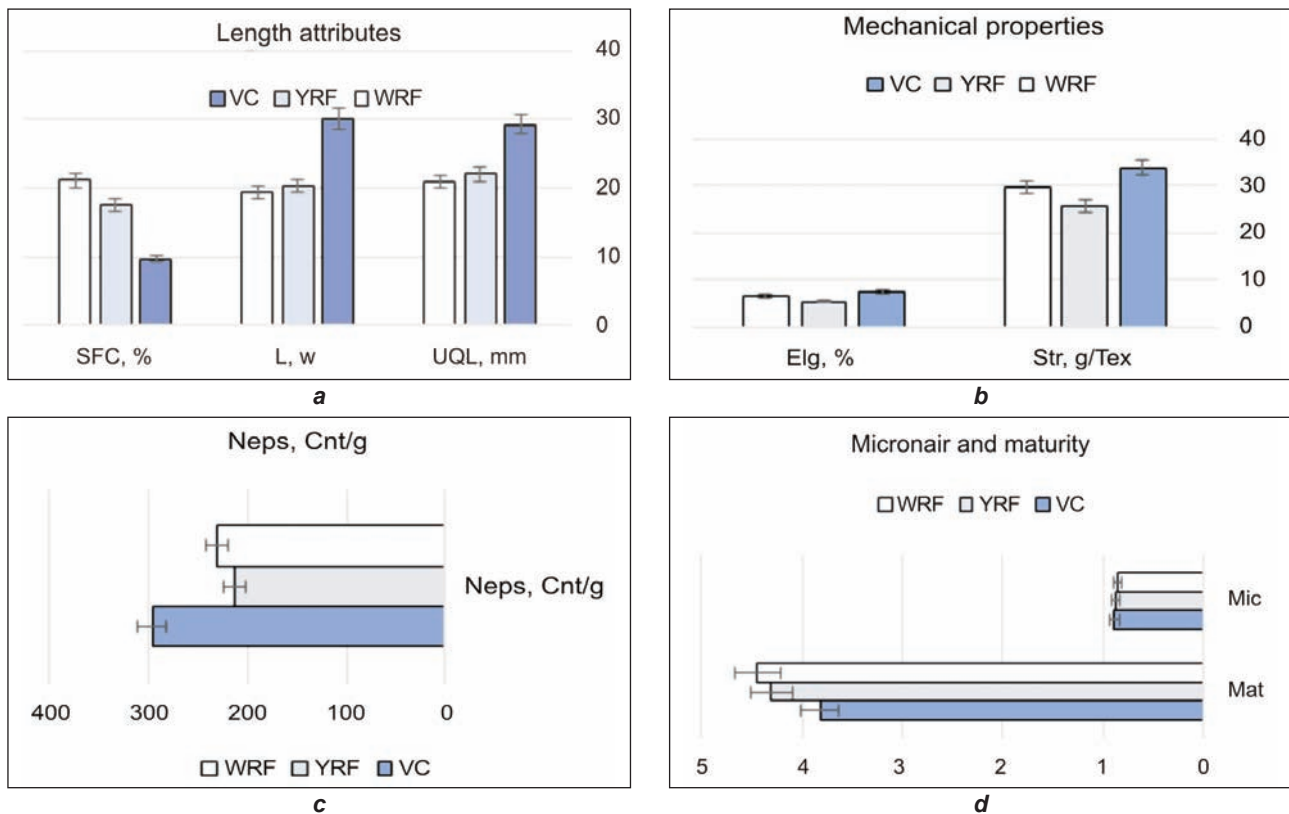 Length attributes
40
VC YRF WRF
30
20
10
0
SFC, % L, w UQL, mm
a
Mechanical properties
VC YRF WRF
40
30
20
10
0
Elg, % Str, g/Tex
b
Neps, Cnt/g
Neps, Cnt/g
400 300 200 100 0
WRF YRF VC
c
Micronair and maturity
WRF YRF VC
Mic
Mat
5 4 3 2 1 0
d